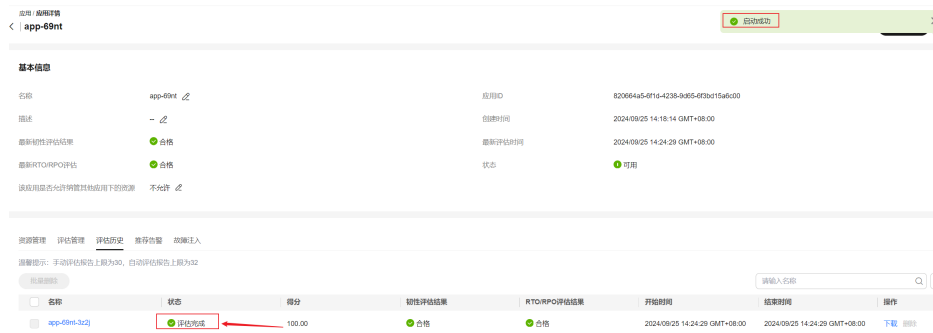 应用 / 应用详情
app-69nt
启动成功
基本信息
名称 app-69nt 应用ID 820664a5-6f1d-4238-9d65-6f3bd15a6c00
描述 -- 创建时间 2024/09/25 14:18:14 GMT+08:00
最新韧性评估结果 合格 最新评估时间 2024/09/25 14:24:29 GMT+08:00
最新RTO/RPO评估 合格 状态 可用
该应用是否允许纳管其他应用下的资源 不允许
资源管理 评估管理 评估历史 推荐告警 故障注入
温馨提示：手动评估报告上限为30，自动评估报告上限为32
批量删除 请输入名称
名称 状态 得分 韧性评估结果 RTO/RPO评估结果 开始时间 结束时间 操作
app-69nt-3z2j 评估完成 100.00 合格 合格 2024/09/25 14:24:29 GMT+08:00 2024/09/25 14:24:29 GMT+08:00 下载 删除